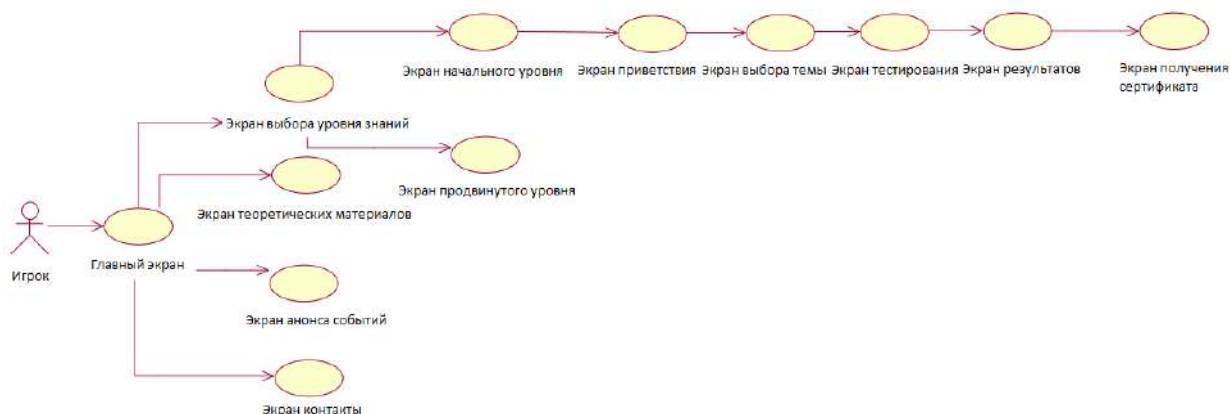 Экран начального уровня
Экран приветствия
Экран выбора темы
Экран тестирования
Экран результатов
Экран получения
сертификата
Экран выбора уровня знаний
Экран продвинутого уровня
Экран теоретических материалов
Игрок
Главный экран
Экран анонса событий
Экран контакты